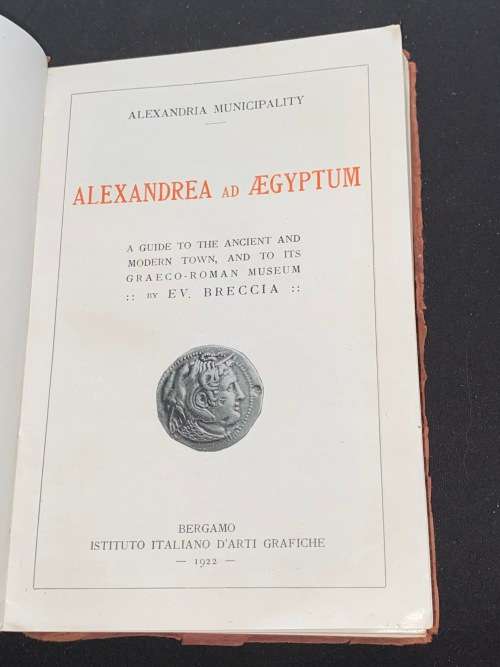 ALEXANDRIA MUNICIPALITY
ALEXANDREA AD ÆGYPTUM
A GUIDE TO THE ANCIENT AND
MODERN TOWN, AND TO ITS
GRAECO-ROMAN MUSEUM
:: BY EV. BRECCIA ::
BERGAMO
ISTITUTO ITALIANO D'ARTI GRAFICHE
— 1922 —